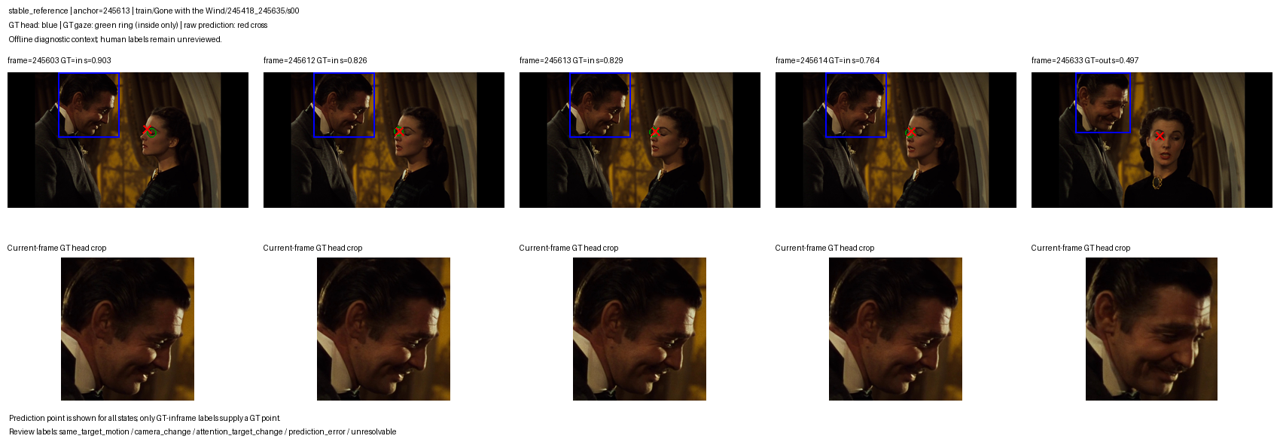 stable_reference | anchor=245613 | train/Gone with the Wind/245418_245635/s00
GT head: blue | GT gaze: green ring (inside only) | raw prediction: red cross
Offline diagnostic context; human labels remain unreviewed.
frame=245603 GT=in s=0.903
frame=245612 GT=in s=0.826
frame=245613 GT=in s=0.829
frame=245614 GT=in s=0.764
frame=245633 GT=out s=0.497
Current-frame GT head crop
Current-frame GT head crop
Current-frame GT head crop
Current-frame GT head crop
Current-frame GT head crop
Prediction point is shown for all states; only GT-inframe labels supply a GT point
Review labels: same_target_motion / camera_change / attention_target_change / prediction_error / unresolvable